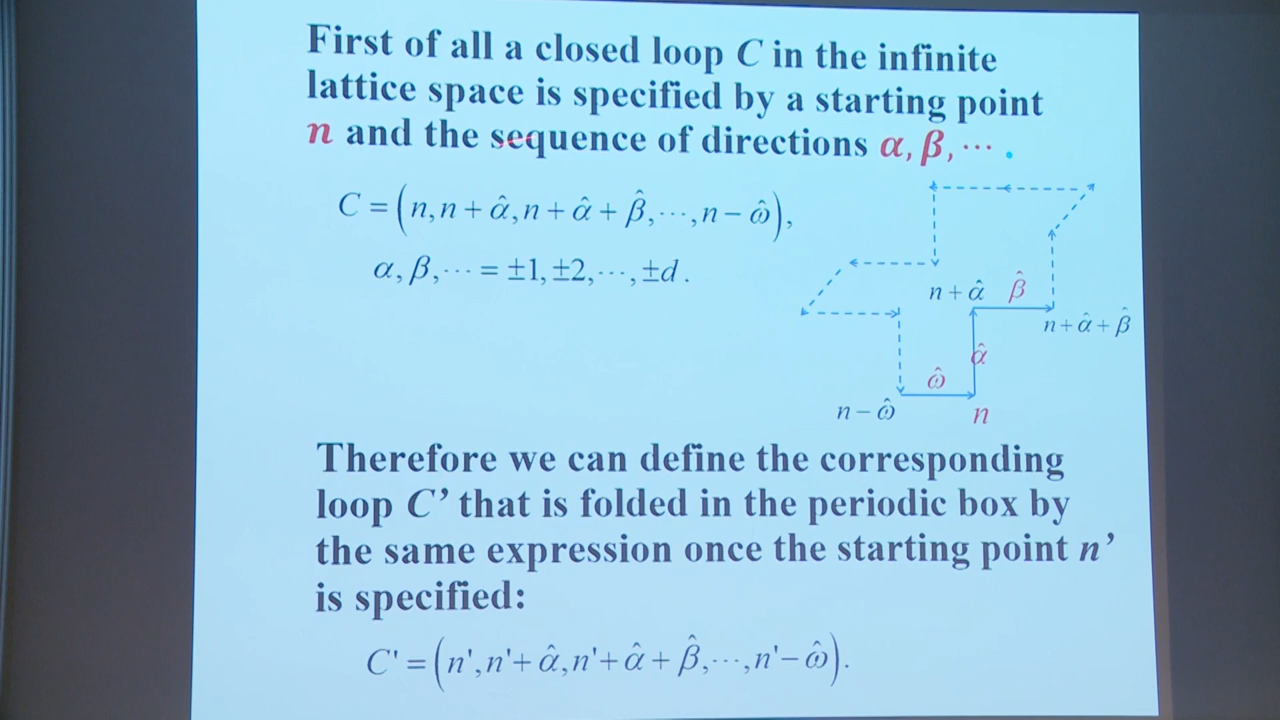 First of all a closed loop C in the infinite
lattice space is specified by a starting point
n and the sequence of directions α, β, ⋯ .
C = (n, n + α̂, n + α̂ + β̂, ⋯, n − ω̂),
α, β, ⋯ = ±1, ±2, ⋯, ±d .
n + α̂ β̂
n + α̂ + β̂
α̂
ω̂
n − ω̂ n
Therefore we can define the corresponding
loop C’ that is folded in the periodic box by
the same expression once the starting point n’
is specified:
C' = (n', n' + α̂, n' + α̂ + β̂, ⋯, n' − ω̂).